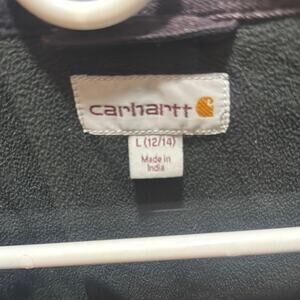 carhartt
L (12/14)
Made in
India